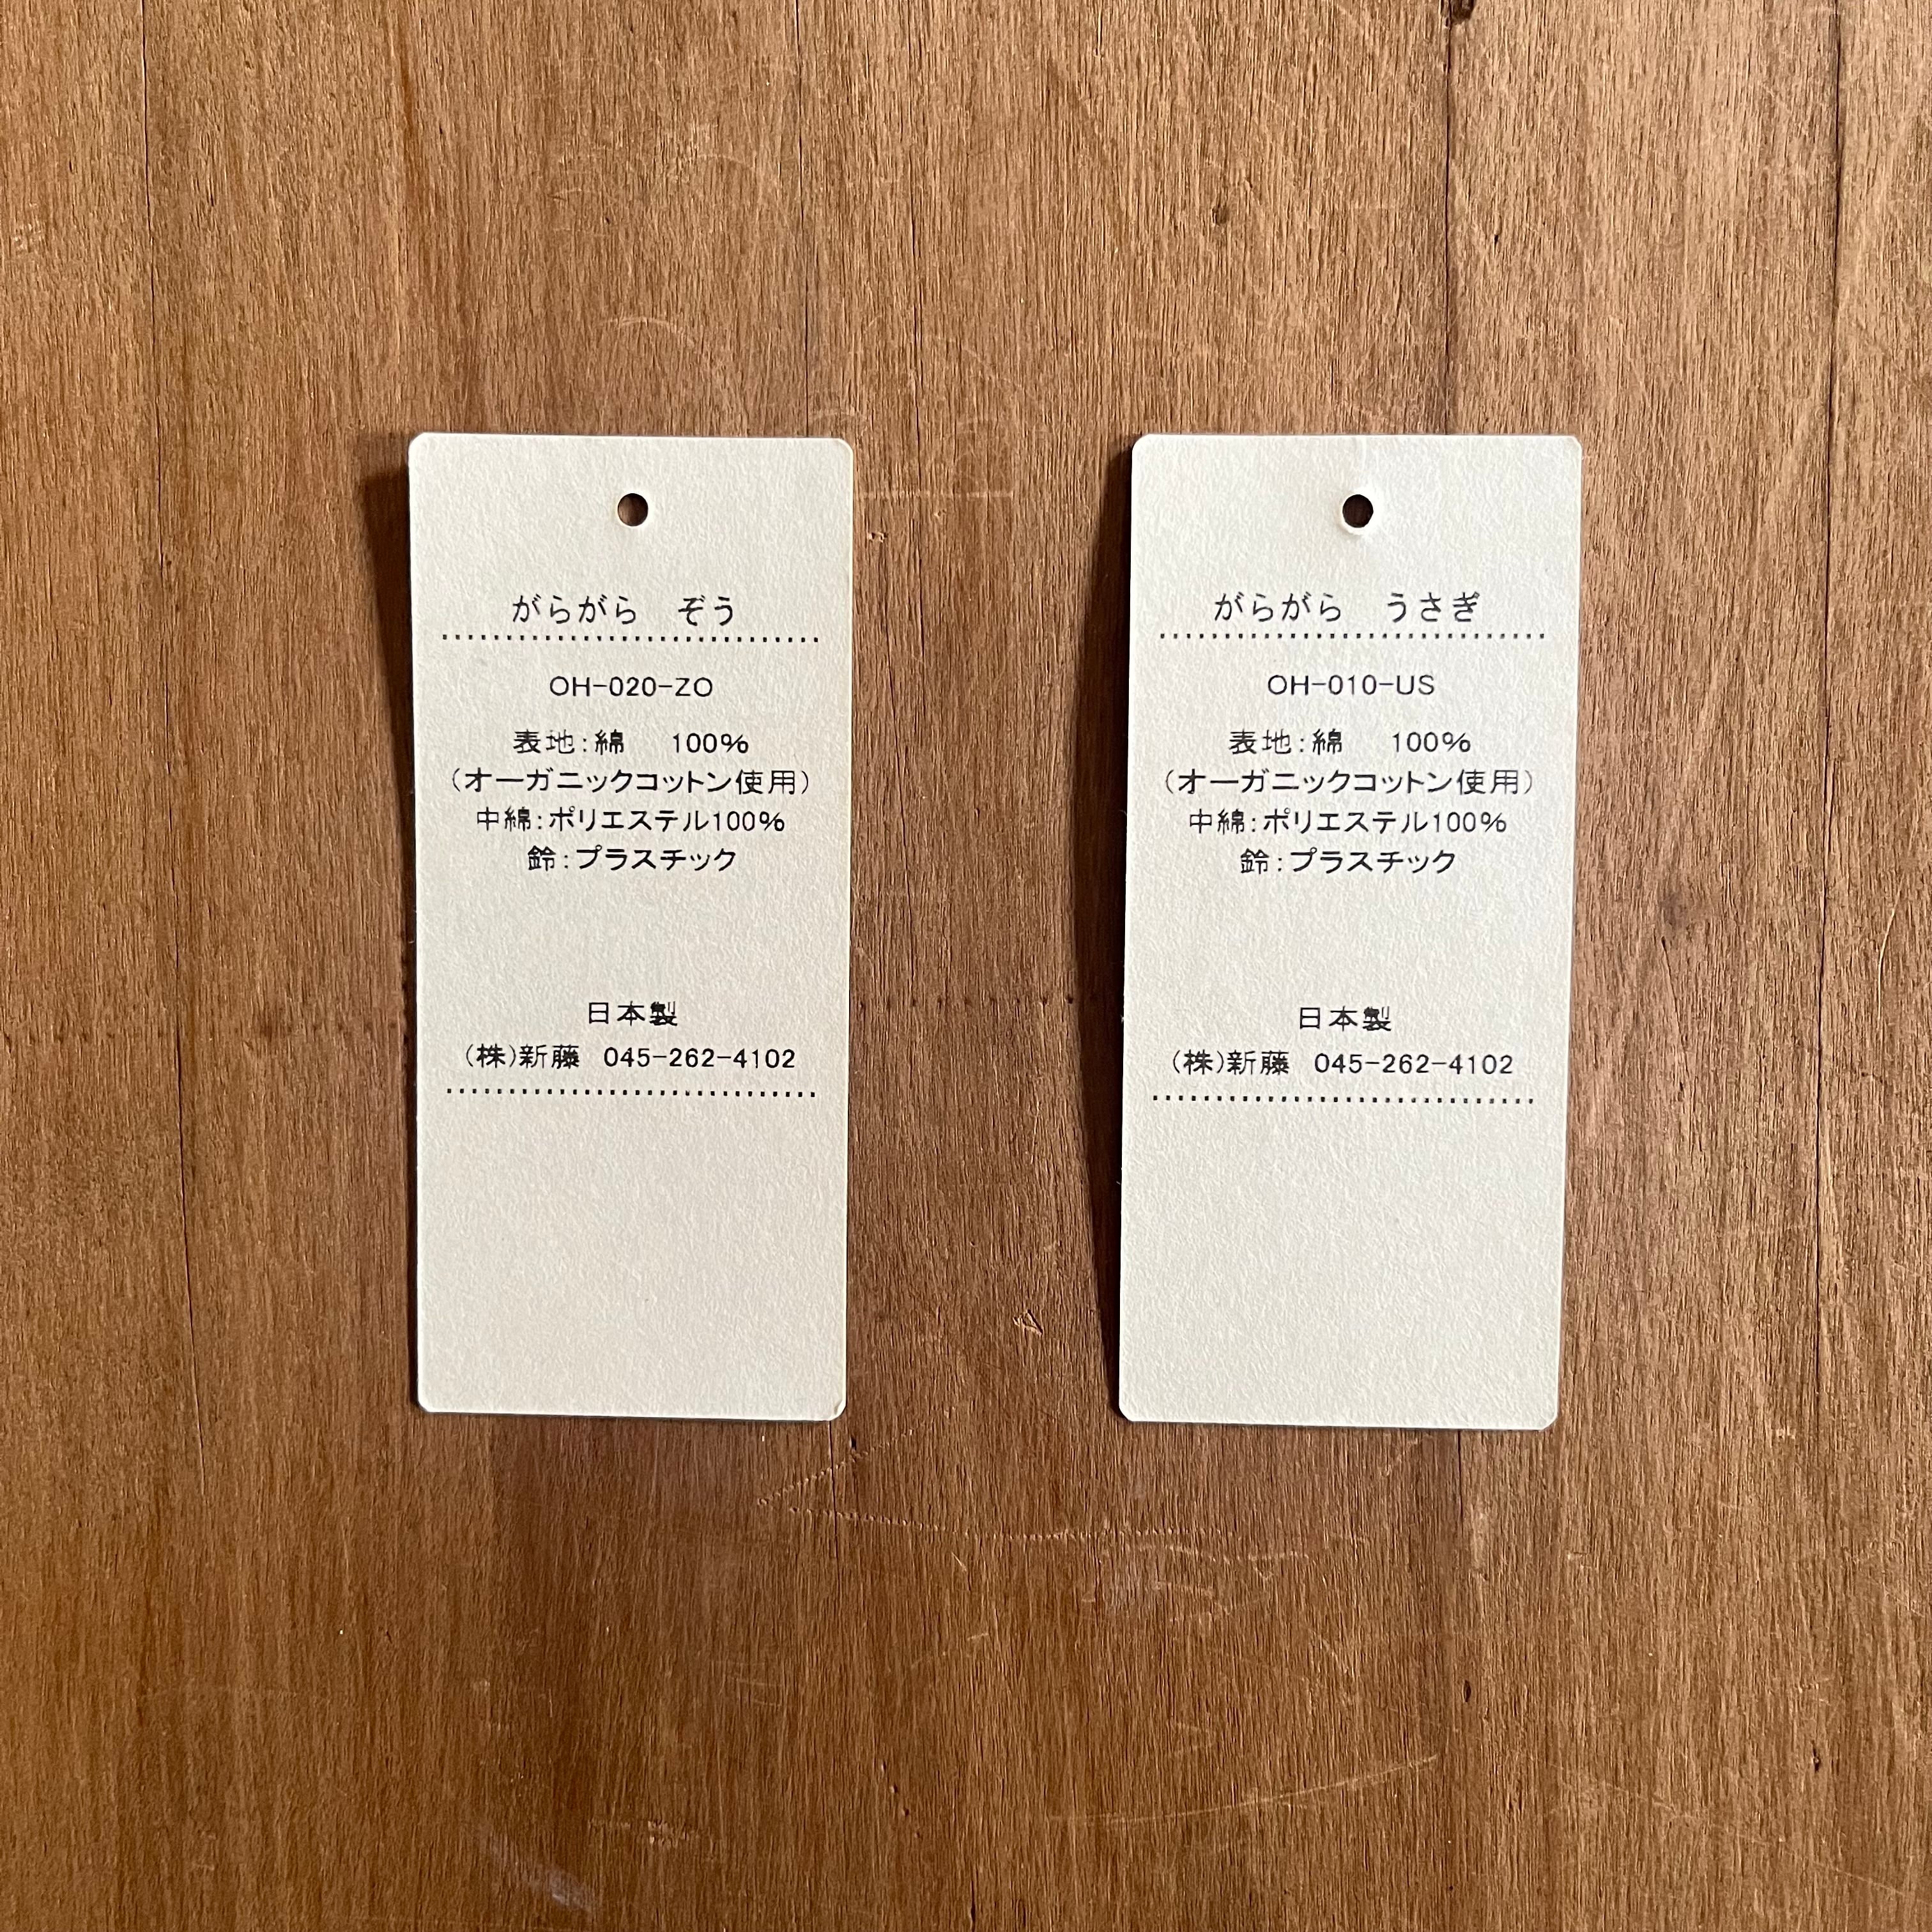 がらがら　ぞう
OH-020-ZO
表地:綿　100%
(オーガニックコットン使用)
中綿:ポリエステル100%
鈴:プラスチック
日本製
(株)新藤 045-262-4102
がらがら　うさぎ
OH-010-US
表地:綿　100%
(オーガニックコットン使用)
中綿:ポリエステル100%
鈴:プラスチック
日本製
(株)新藤 045-262-4102